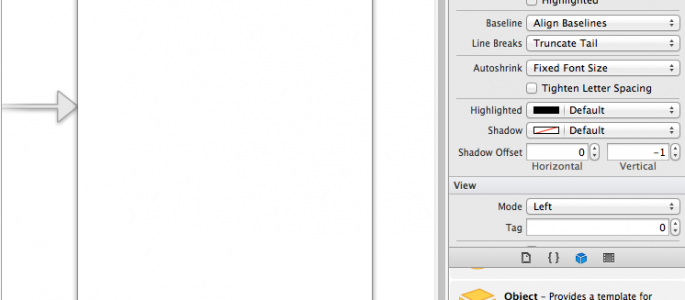 Highlighted
Baseline Align Baselines
Line Breaks Truncate Tail
Autoshrink Fixed Font Size
Tighten Letter Spacing
Highlighted Default
Shadow Default
Shadow Offset 0 -1
Horizontal Vertical
View
Mode Left
Tag 0
{ }
Object – Provides a template for